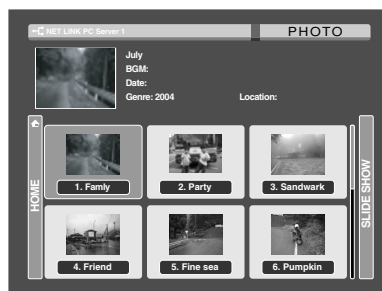 NET LINK PC Server 1
PHOTO
July
BGM:
Date:
Genre: 2004 Location:
HOME
1. Famly
2. Party
3. Sandwark
SLIDE SHOW
4. Friend
5. Fine sea
6. Pumpkin